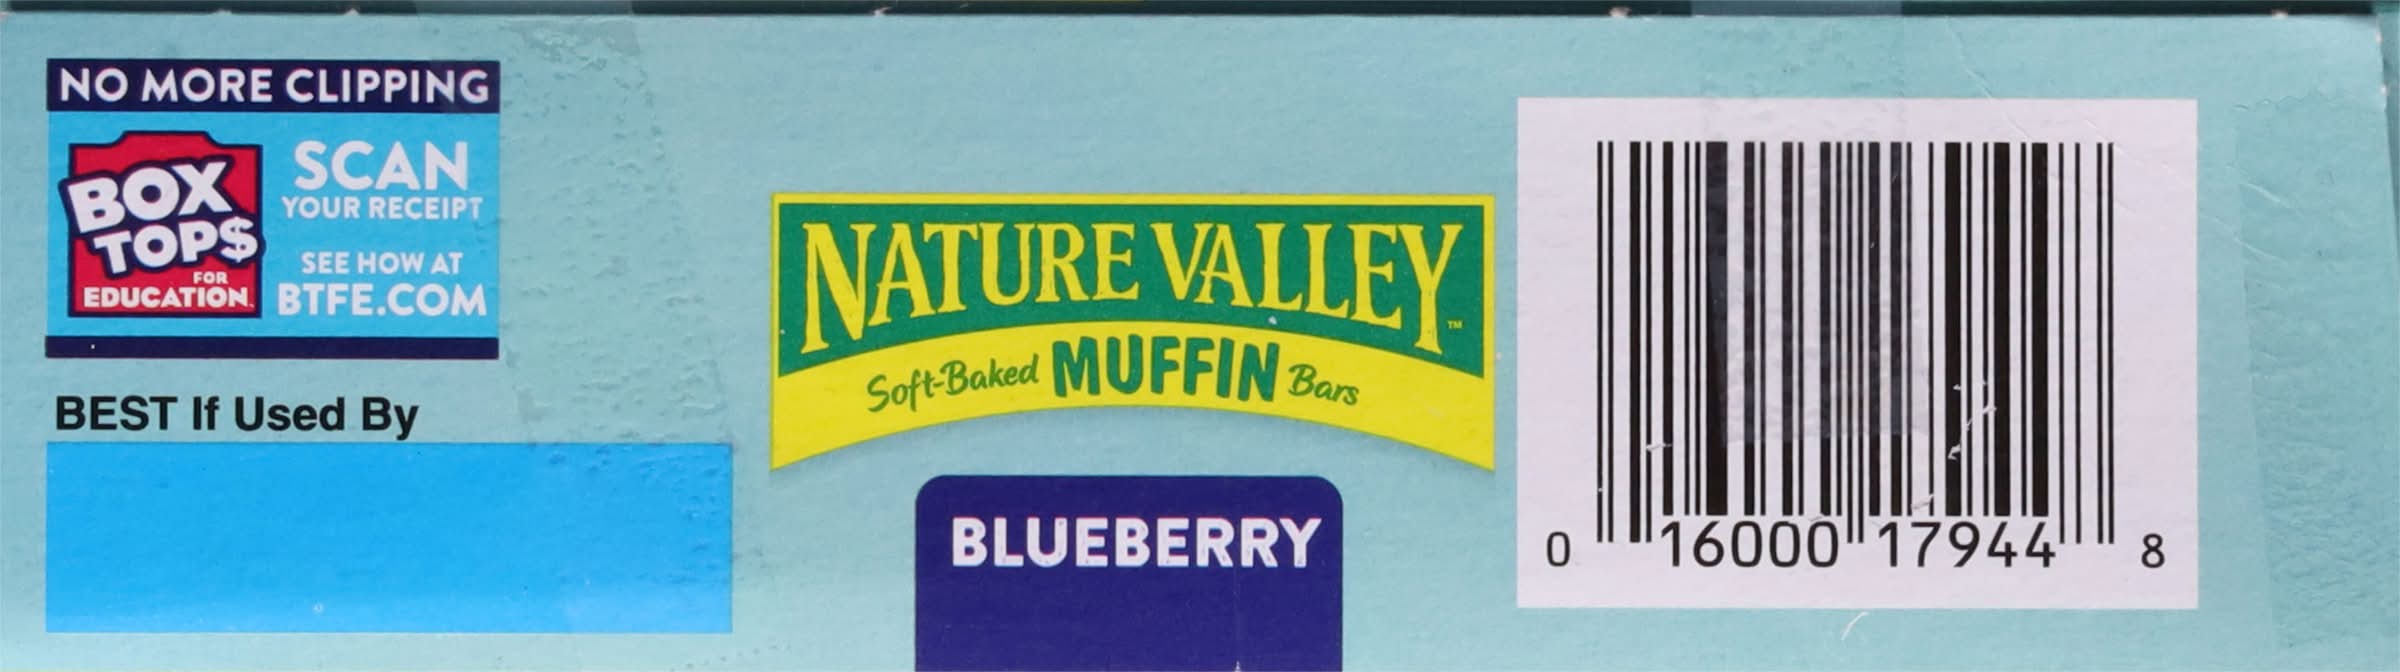 NO MORE CLIPPING
BOX
TOP$
FOR
EDUCATION
SCAN
YOUR RECEIPT
SEE HOW AT
BTFE.COM
BEST If Used By
NATURE VALLEY™
Soft-Baked MUFFIN Bars
BLUEBERRY
0 16000 17944 8